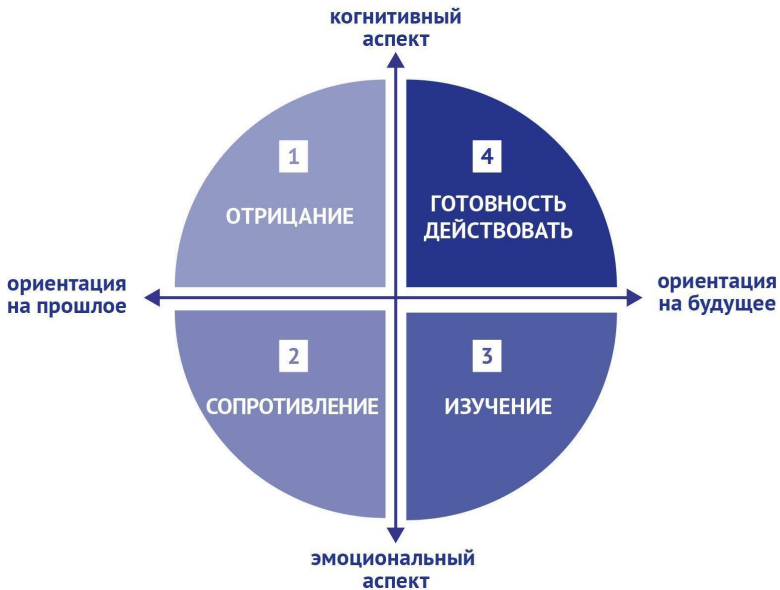 когнитивный
аспект
1
ОТРИЦАНИЕ
4
ГОТОВНОСТЬ
ДЕЙСТВОВАТЬ
ориентация
на прошлое
ориентация
на будущее
2
СОПРОТИВЛЕНИЕ
3
ИЗУЧЕНИЕ
эмоциональный
аспект